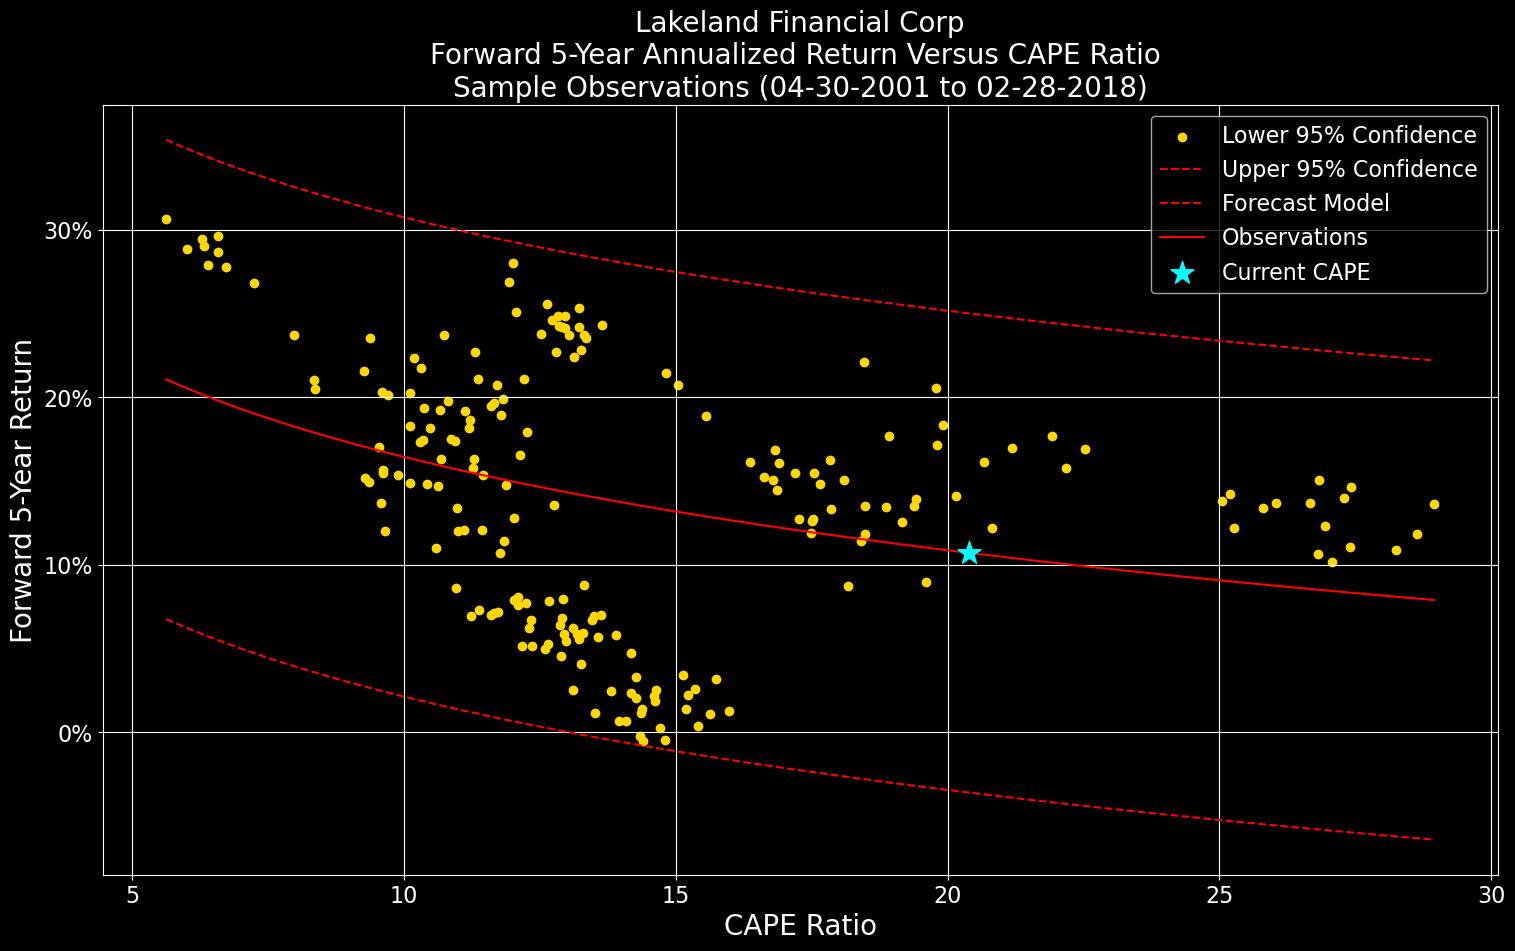 Lakeland Financial Corp
Forward 5-Year Annualized Return Versus CAPE Ratio
Sample Observations (04-30-2001 to 02-28-2018)
Lower 95% Confidence
Upper 95% Confidence
Forecast Model
Observations
Current CAPE
Forward 5-Year Return
30%
20%
10%
0%
5 10 15 20 25 30
CAPE Ratio